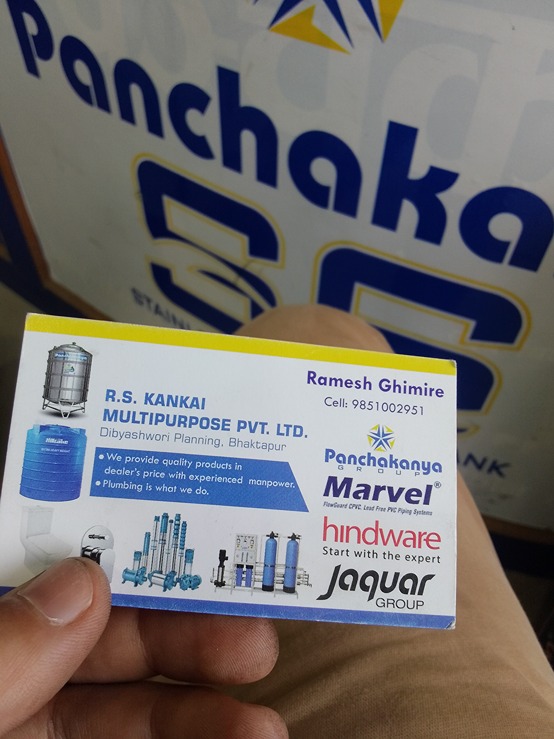 Panchaka
SS
R.S. KANKAI
MULTIPURPOSE PVT. LTD.
Dibyashwori Planning, Bhaktapur
• We provide quality products in
dealer's price with experienced manpower.
• Plumbing is what we do.
Ramesh Ghimire
Cell: 9851002951
Panchakanya
GROUP
Marvel®
FlowGuard CPVC, Lead Free PVC Piping Systems
hindware
Start with the expert
Jaquar
GROUP